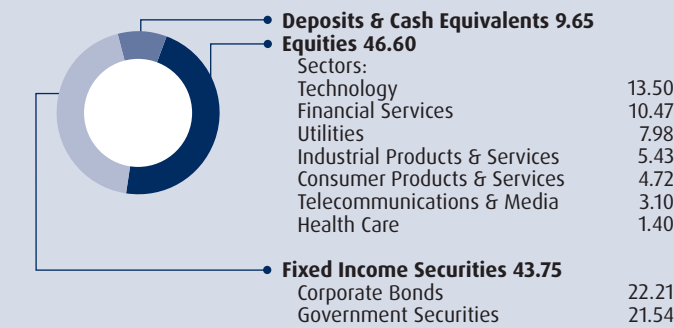 Deposits & Cash Equivalents 9.65
Equities 46.60
Sectors:
Technology 13.50
Financial Services 10.47
Utilities 7.98
Industrial Products & Services 5.43
Consumer Products & Services 4.72
Telecommunications & Media 3.10
Health Care 1.40
Fixed Income Securities 43.75
Corporate Bonds 22.21
Government Securities 21.54